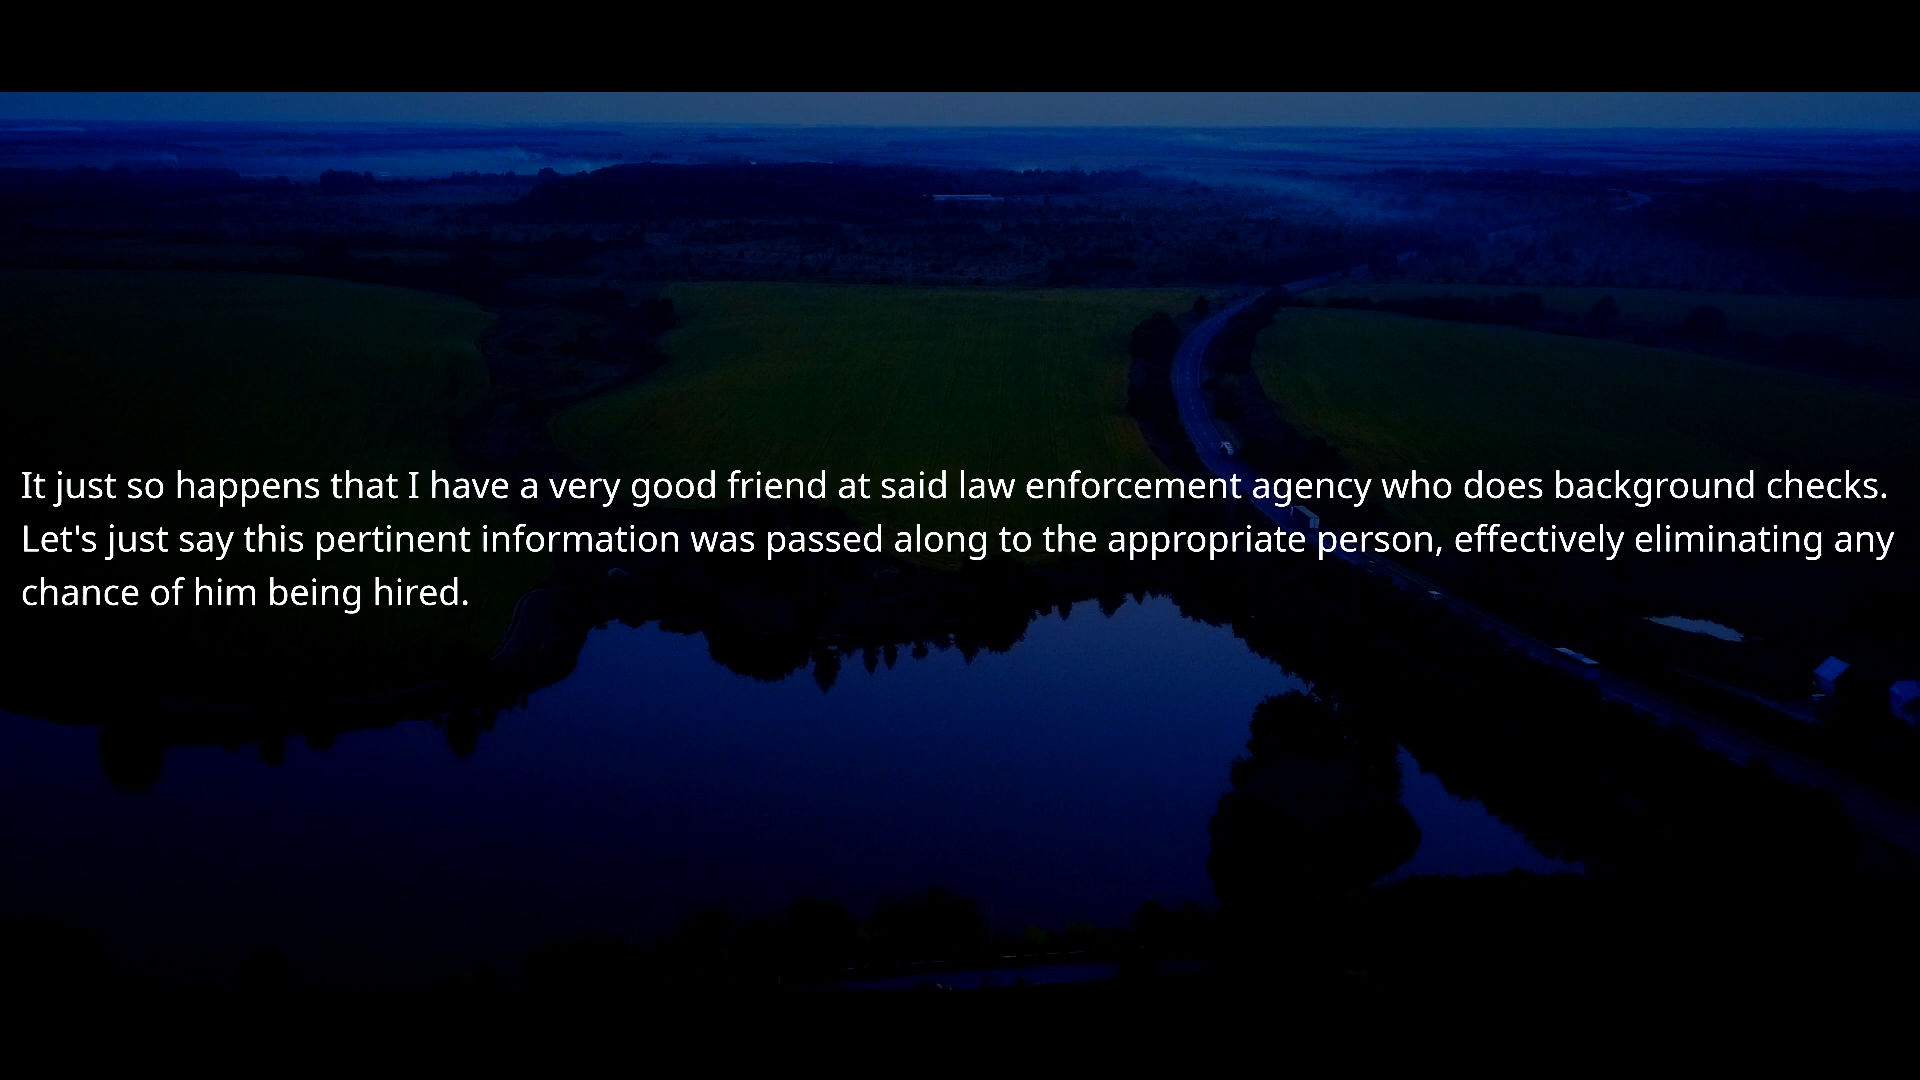 It just so happens that I have a very good friend at said law enforcement agency who does background checks.
Let's just say this pertinent information was passed along to the appropriate person, effectively eliminating any
chance of him being hired.